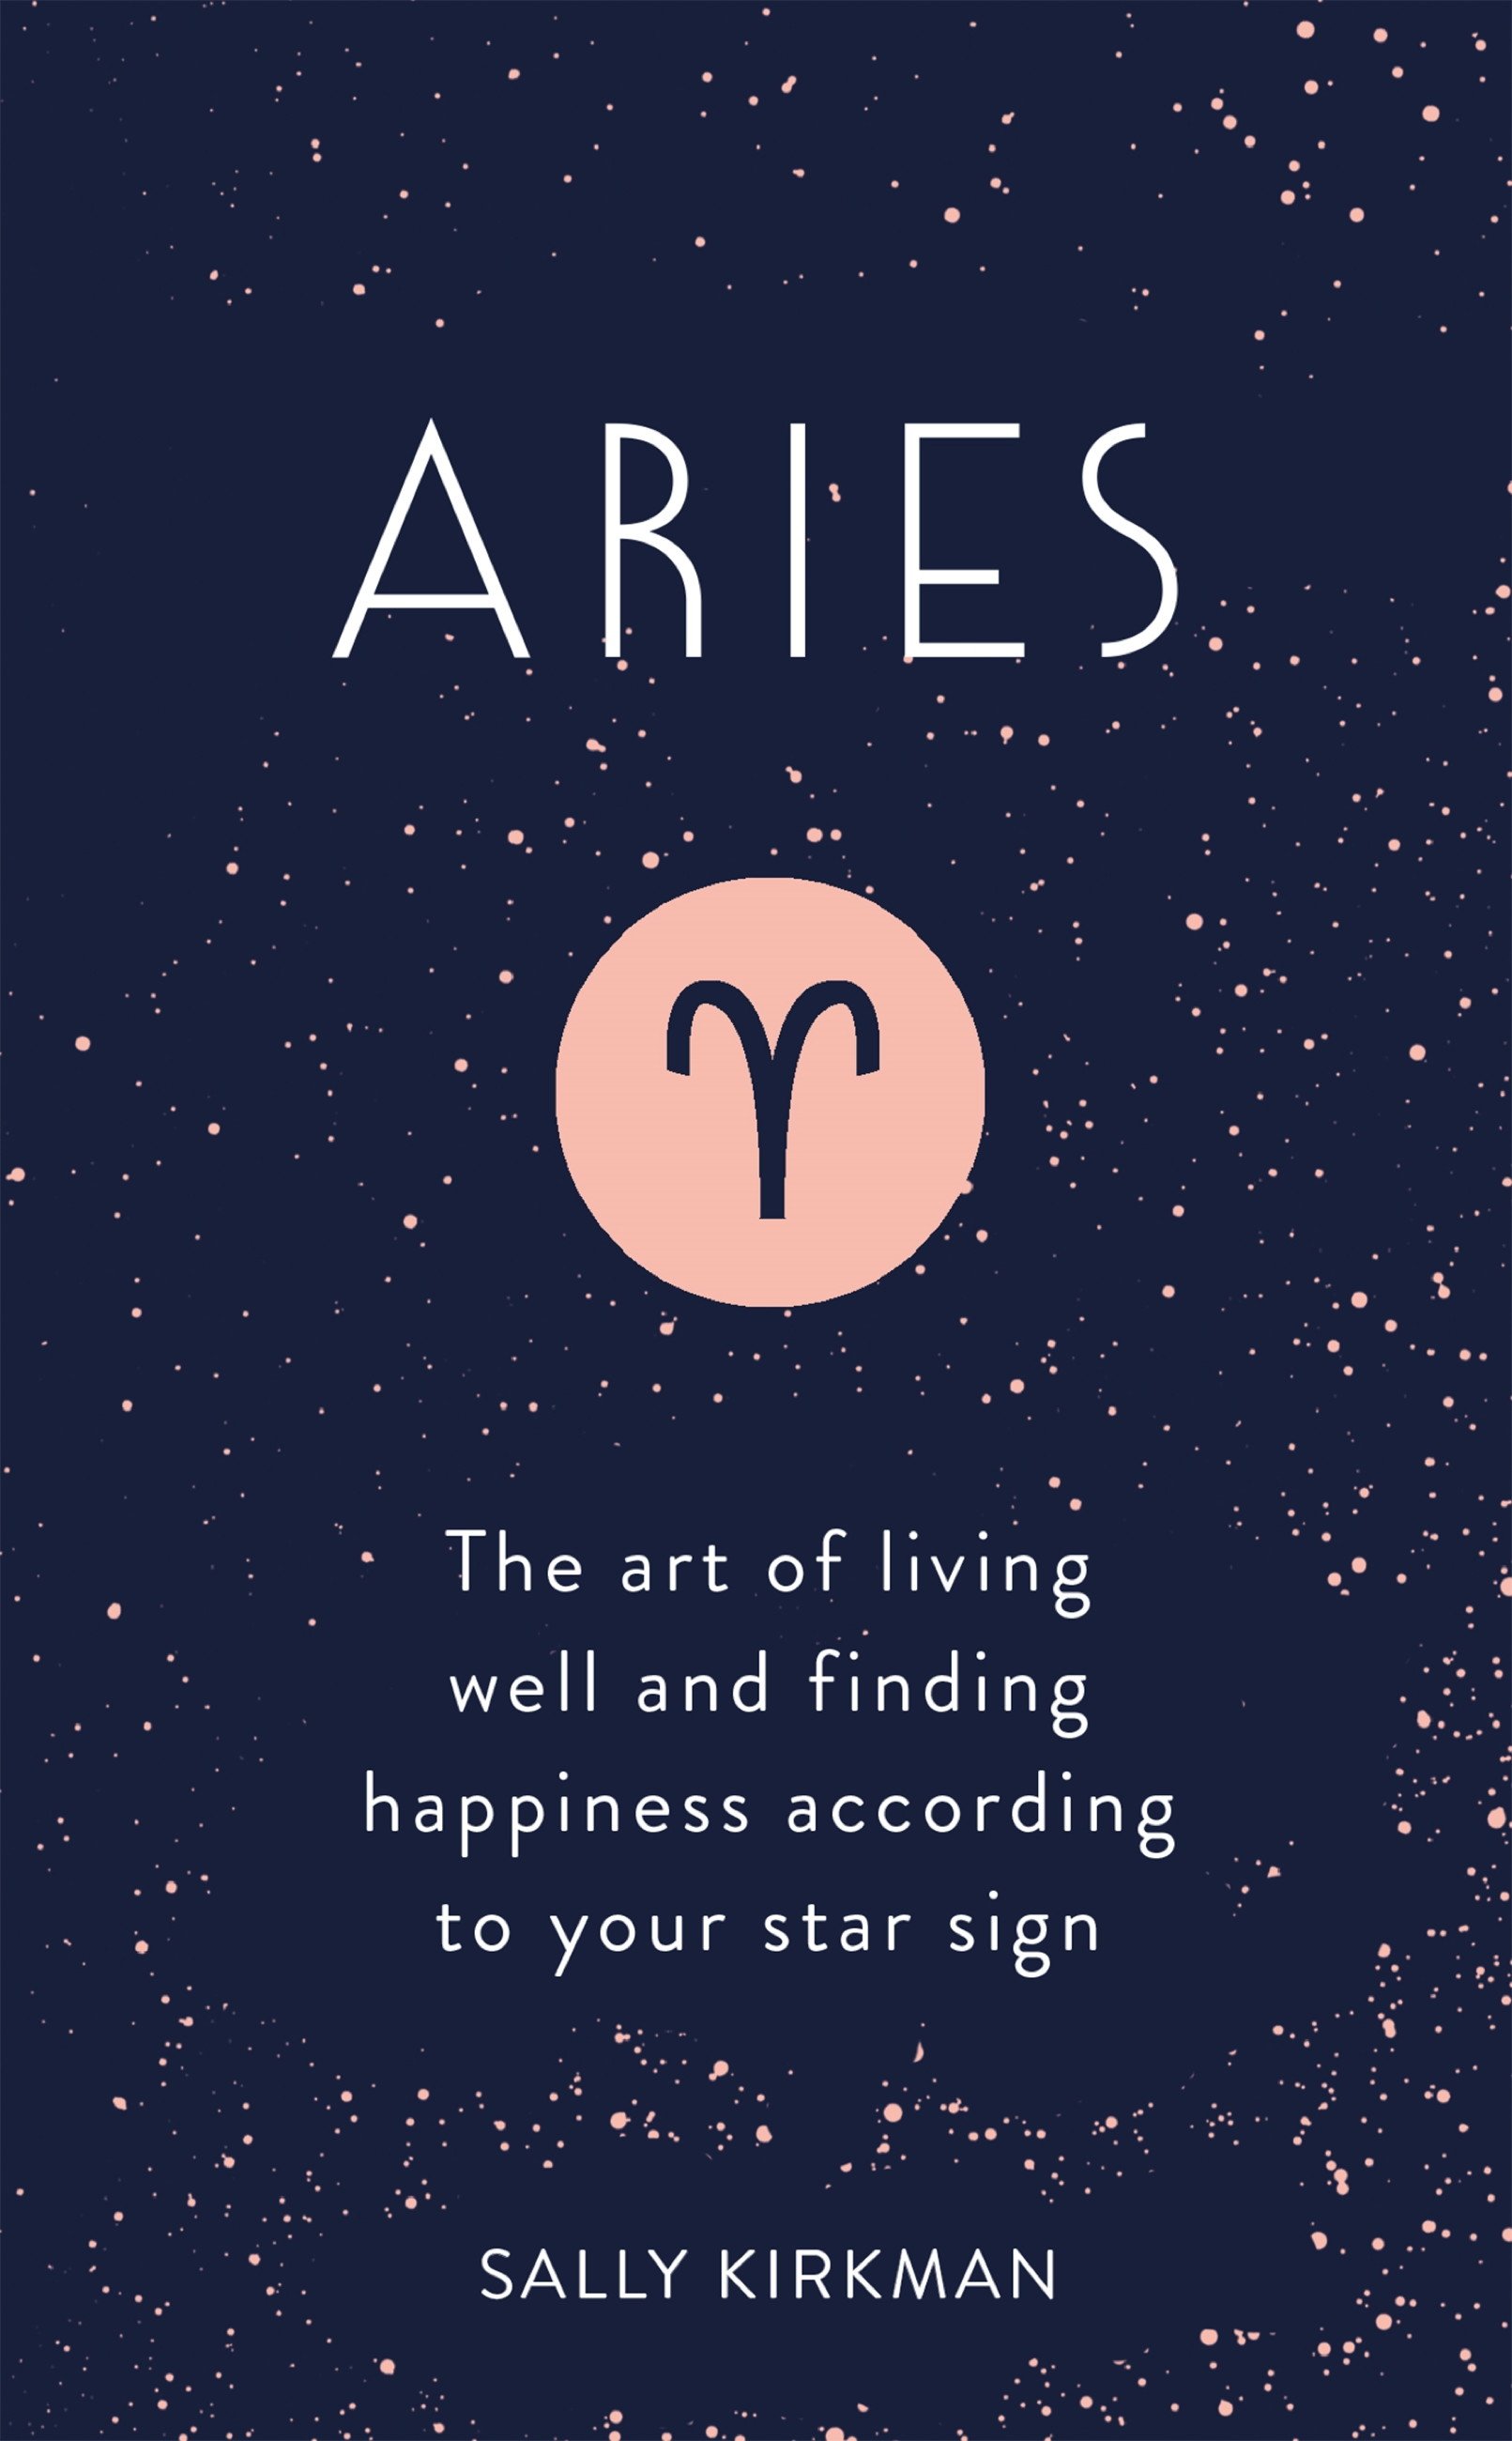 ARIES
The art of living
well and finding
happiness according
to your star sign
SALLY KIRKMAN